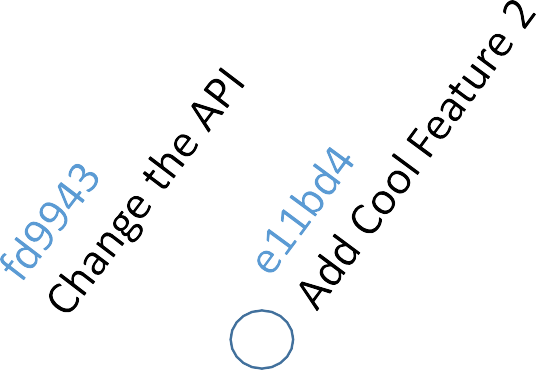 fd9943
Change the API
e11bd4
Add Cool Feature 2